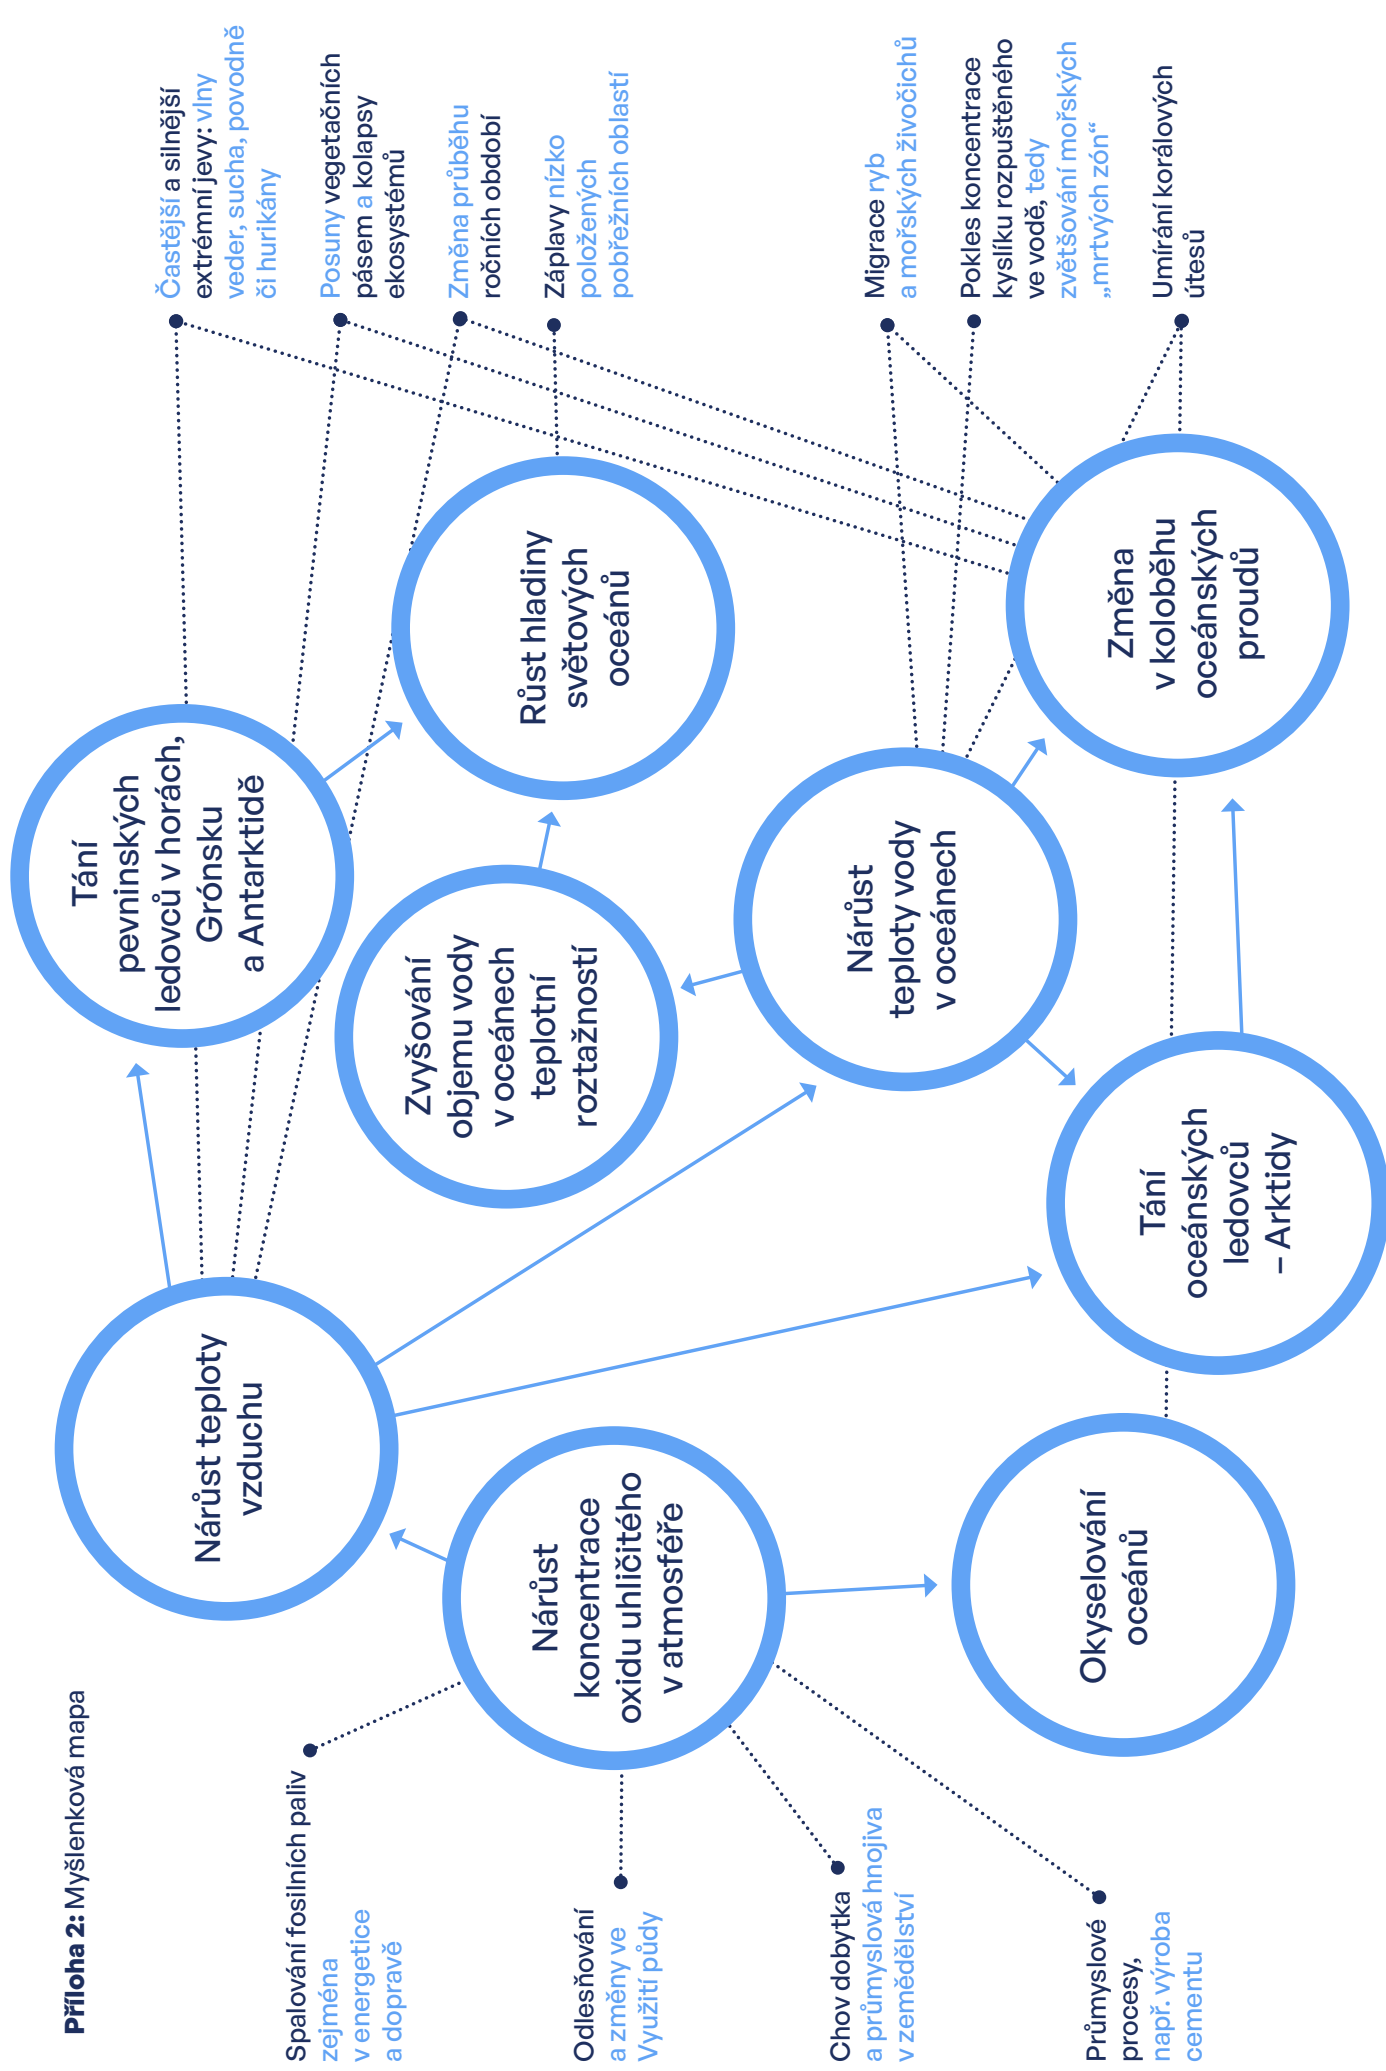 Příloha 2: Myšlenková mapa
Spalování fosilních paliv
zejména
v energetice
a dopravě
Odlesňování
a změny ve
Využití půdy
Chov dobytka
a průmyslová hnojiva
v zemědělství
Průmyslové
procesy,
např. výroba
cementu
Nárůst
koncentrace
oxidu uhličitého
v atmosféře
Nárůst teploty
vzduchu
Okyselování
oceánů
Tání
pevninských
ledovců v horách,
Grónsku
a Antarktidě
Zvyšování
objemu vody
v oceánech
teplotní
roztažností
Nárůst
teploty vody
v oceánech
Tání
oceánských
ledovců
– Arktidy
Růst hladiny
světových
oceánů
Změna
v koloběhu
oceánských
proudů
Častější a silnější
extrémní jevy: vlny
veder, sucha, povodně
či hurikány
Posuny vegetačních
pásem a kolapsy
ekosystémů
Změna průběhu
ročních období
Záplavy nízko
položených
pobřežních oblastí
Migrace ryb
a mořských živočichů
Pokles koncentrace
kyslíku rozpuštěného
ve vodě, tedy
zvětšování mořských
„mrtvých zón“
Umírání korálových
útesů